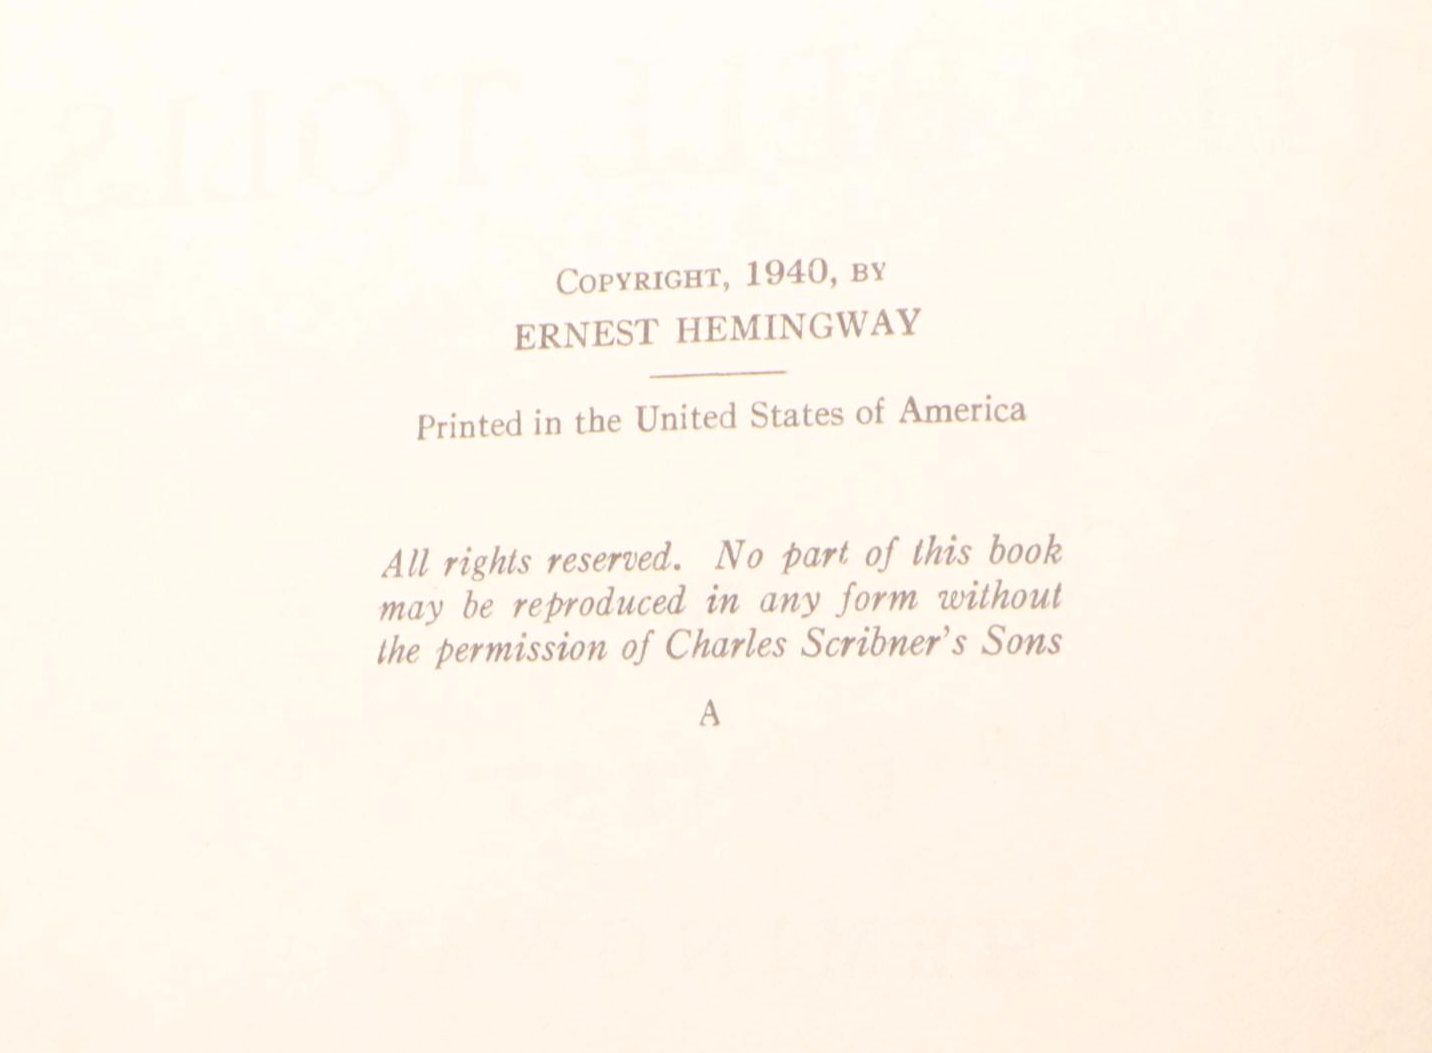 COPYRIGHT, 1940, BY
ERNEST HEMINGWAY
Printed in the United States of America
All rights reserved. No part of this book
may be reproduced in any form without
the permission of Charles Scribner's Sons
A